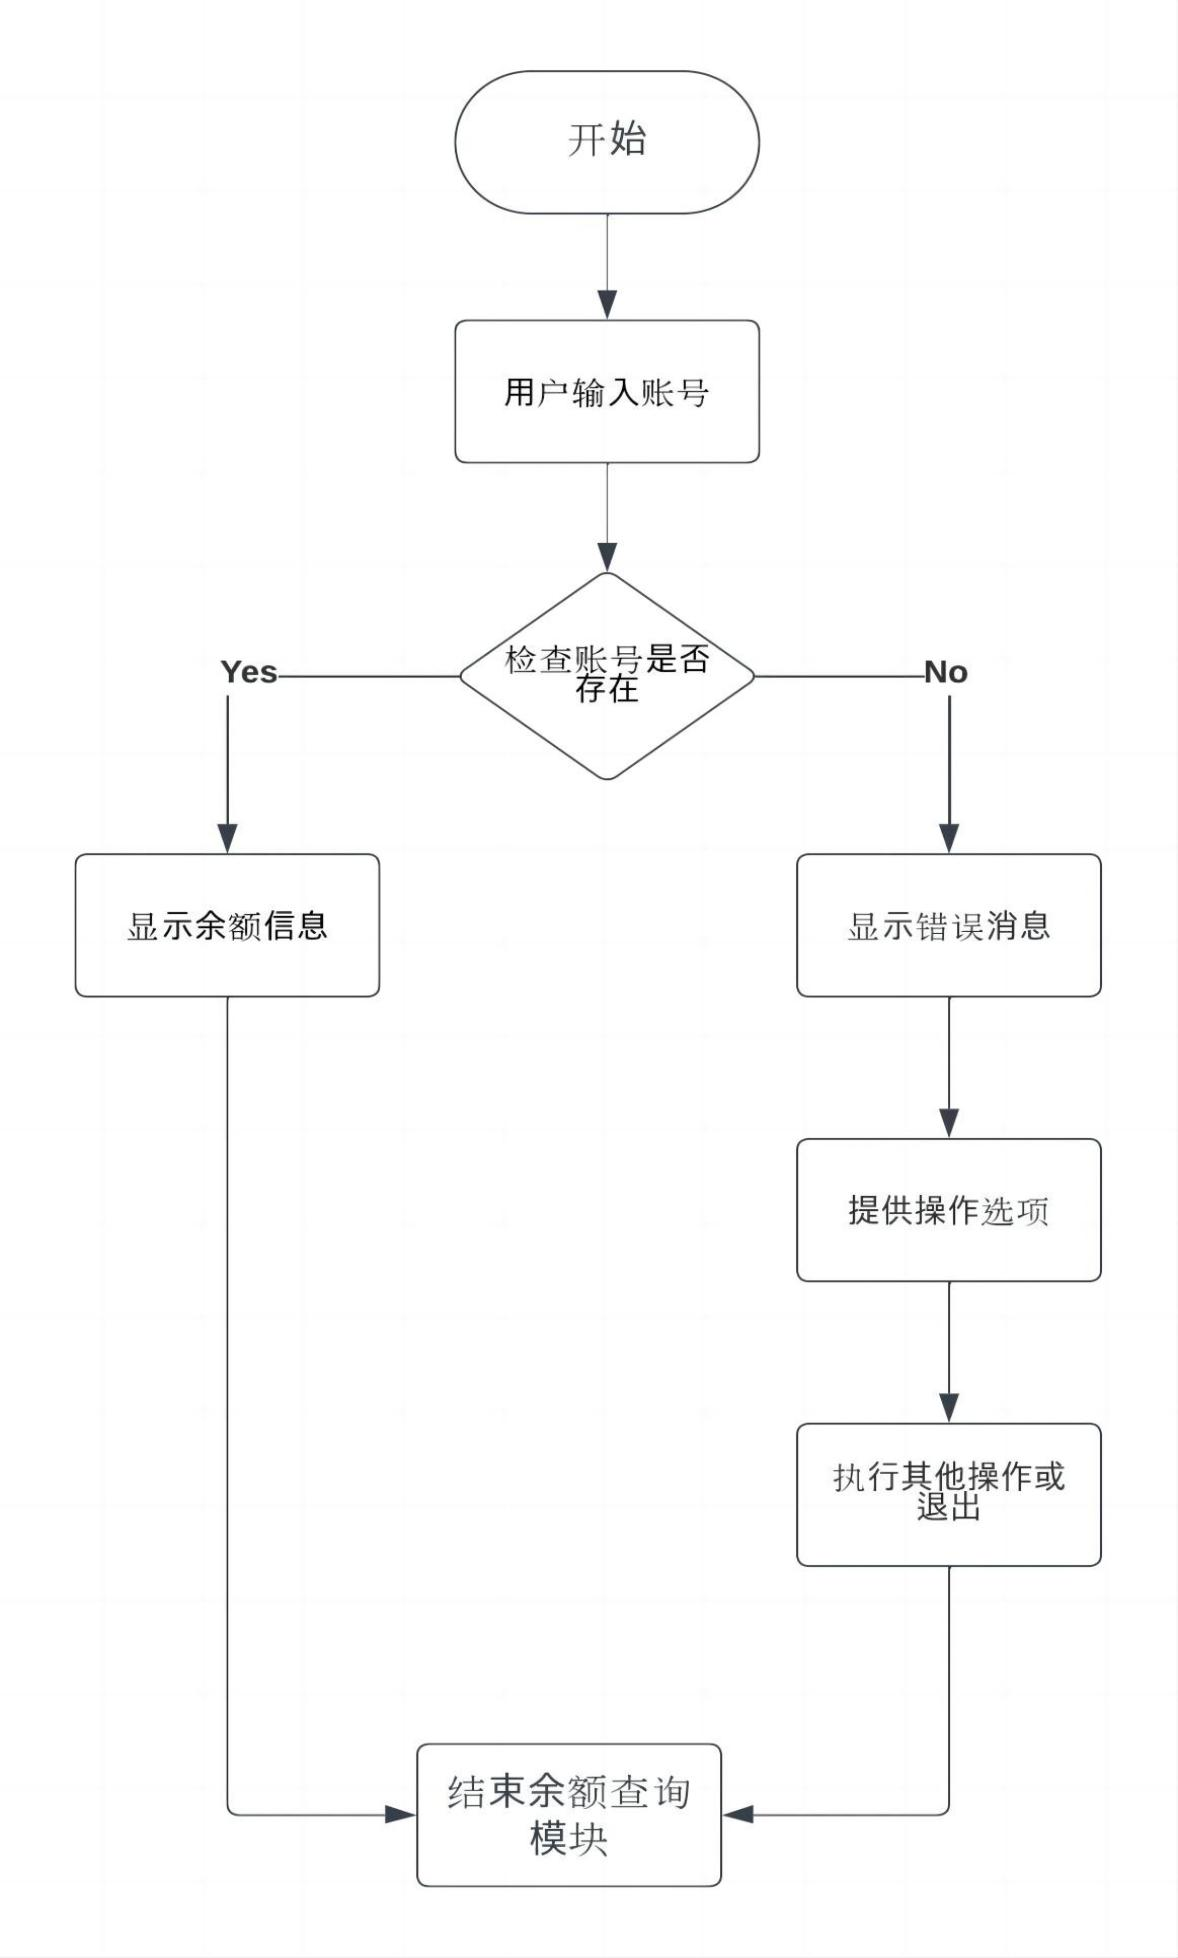 开始
用户输入账号
检查账号是否
存在
Yes
No
显示余额信息
显示错误消息
提供操作选项
执行其他操作或
退出
结束余额查询
模块